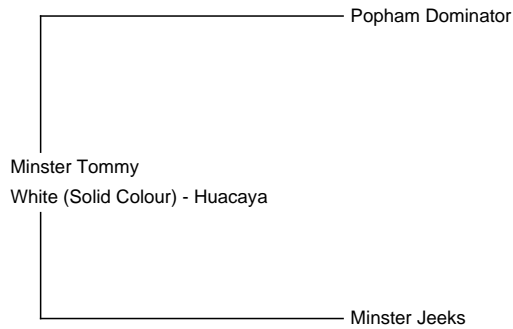 Popham Dominator
Minster Tommy
White (Solid Colour) - Huacaya
Minster Jeeks